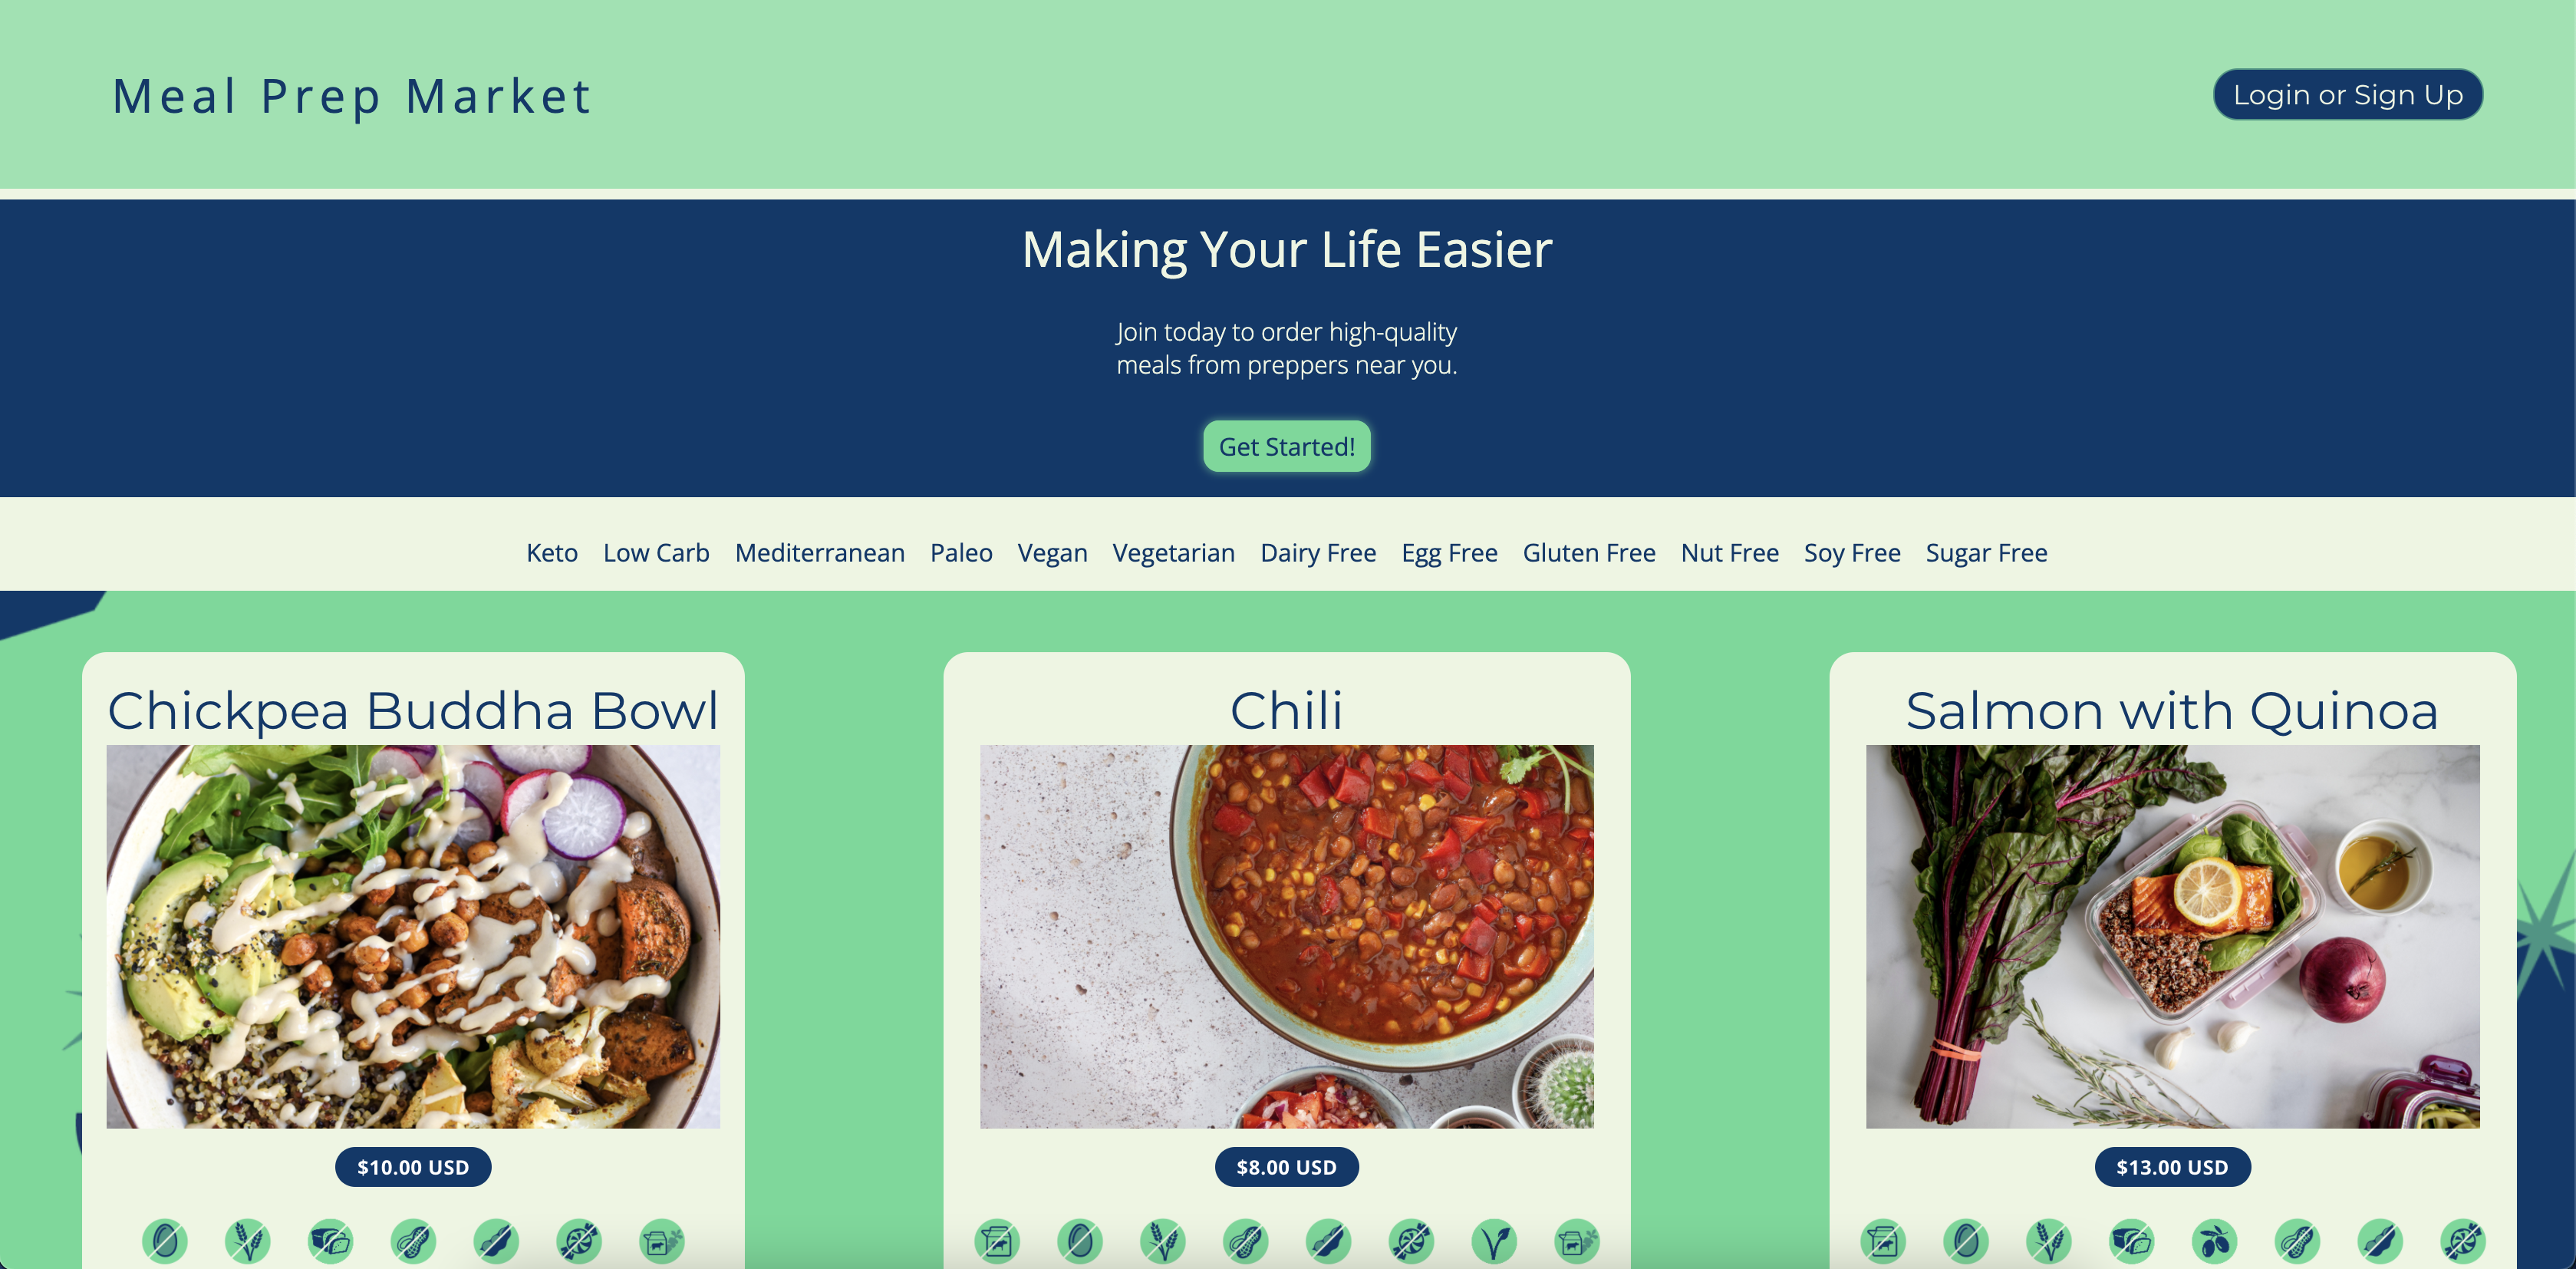 Meal Prep Market
Login or Sign Up
Making Your Life Easier
Join today to order high-quality
meals from preppers near you.
Get Started!
Keto Low Carb Mediterranean Paleo Vegan Vegetarian Dairy Free Egg Free Gluten Free Nut Free Soy Free Sugar Free
Chickpea Buddha Bowl
$10.00 USD
Chili
$8.00 USD
Salmon with Quinoa
$13.00 USD